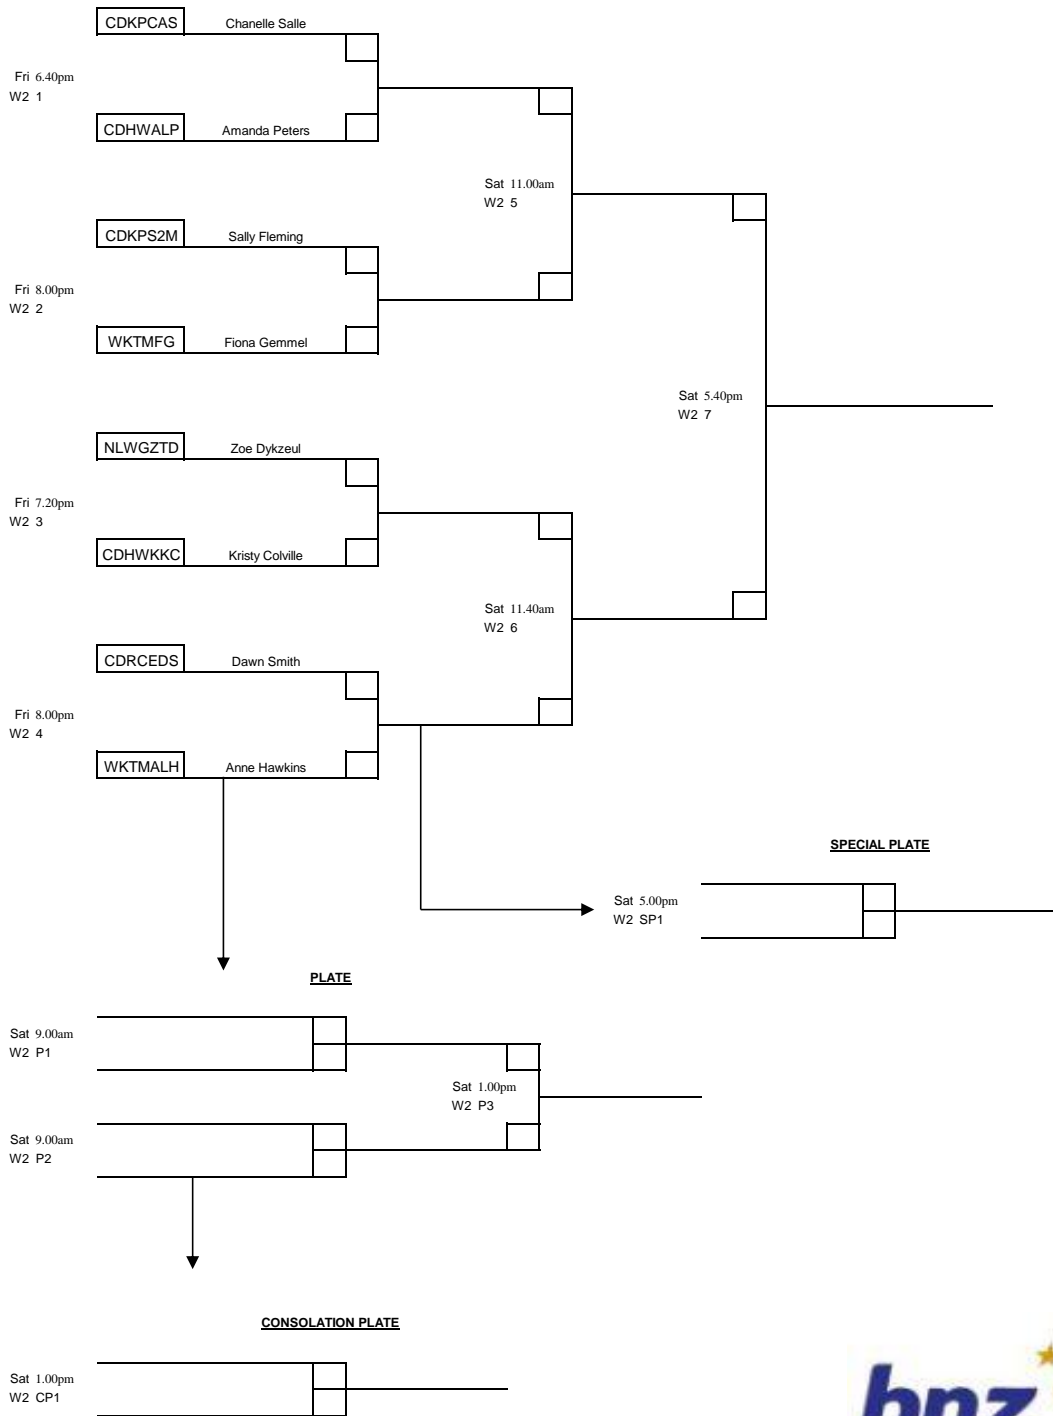 CDKPCAS Chanelle Salle
Fri 6.40pm
W2 1
CDHWALP Amanda Peters
Sat 11.00am
W2 5
CDKPS2M Sally Fleming
Fri 8.00pm
W2 2
WKTMFG Fiona Gemmel
Sat 5.40pm
W2 7
NLWGZTD Zoe Dykzeul
Fri 7.20pm
W2 3
CDHWKKC Kristy Colville
Sat 11.40am
W2 6
CDRCEDS Dawn Smith
Fri 8.00pm
W2 4
WKTMALH Anne Hawkins
SPECIAL PLATE
Sat 5.00pm
W2 SP1
PLATE
Sat 9.00am
W2 P1
Sat 1.00pm
W2 P3
Sat 9.00am
W2 P2
CONSOLATION PLATE
Sat 1.00pm
W2 CP1
bnz